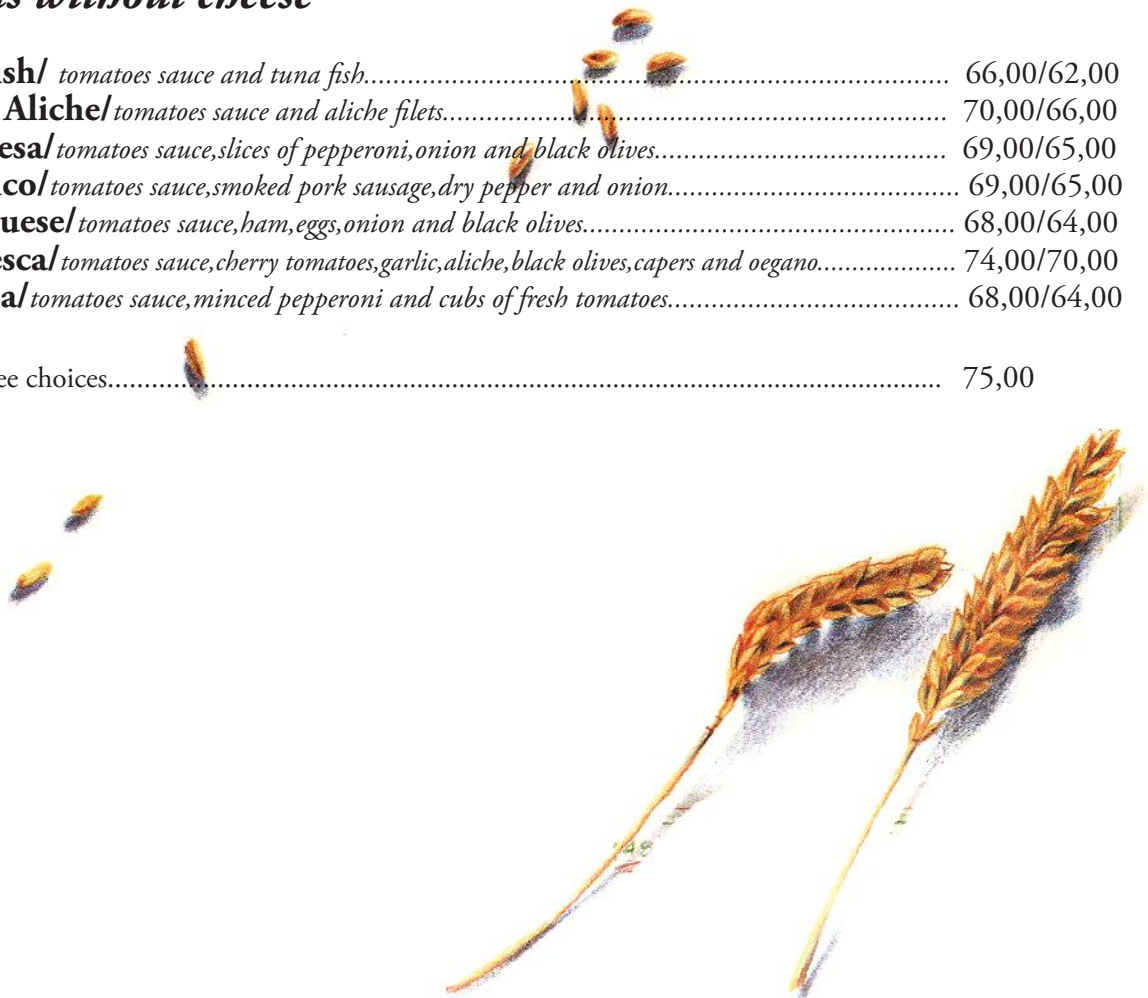 without cheese
ish/ tomatoes sauce and tuna fish.................. 66,00/62,00
Aliche/tomatoes sauce and aliche filets.................. 70,00/66,00
esa/tomatoes sauce,slices of pepperoni,onion and black olives.................. 69,00/65,00
co/tomatoes sauce,smoked pork sausage,dry pepper and onion.................. 69,00/65,00
uese/tomatoes sauce,ham,eggs,onion and black olives.................. 68,00/64,00
esca/tomatoes sauce,cherry tomatoes,garlic,aliche,black olives,capers and oegano.................. 74,00/70,00
a/tomatoes sauce,minced pepperoni and cubs of fresh tomatoes.................. 68,00/64,00
ee choices.................. 75,00